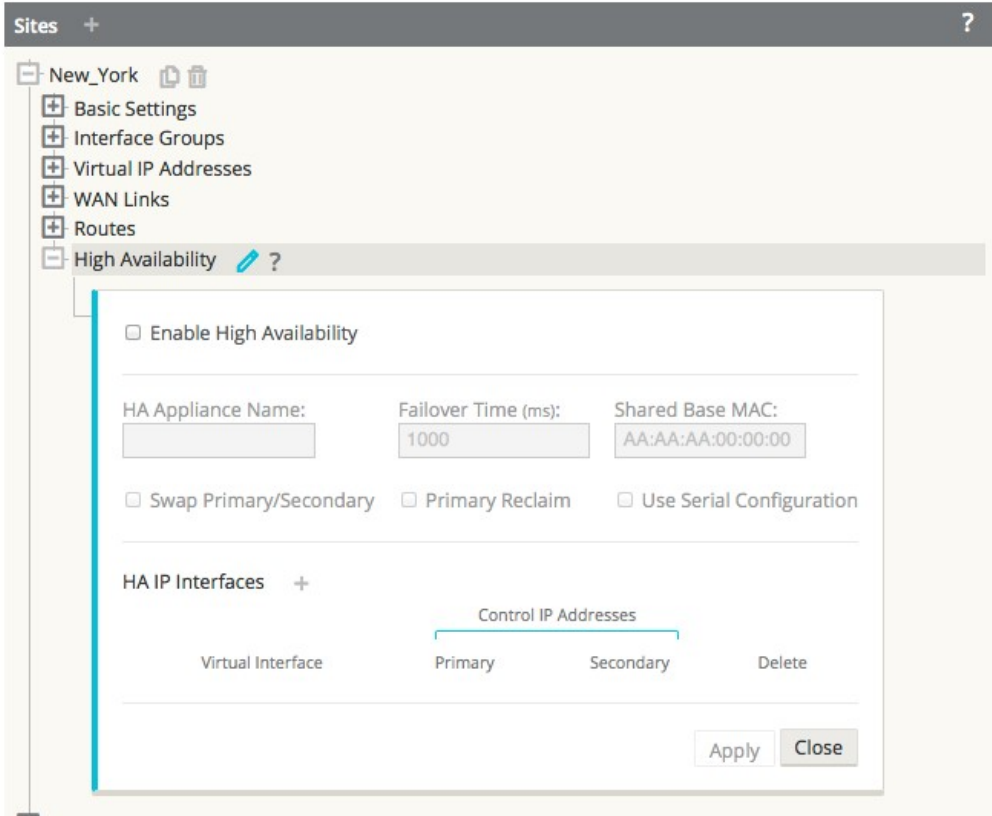 Sites + ?
New_York
Basic Settings
Interface Groups
Virtual IP Addresses
WAN Links
Routes
High Availability ?
Enable High Availability
HA Appliance Name: Failover Time (ms): Shared Base MAC:
1000 AA:AA:AA:00:00:00
Swap Primary/Secondary Primary Reclaim Use Serial Configuration
HA IP Interfaces +
Control IP Addresses
Virtual Interface Primary Secondary Delete
Apply Close